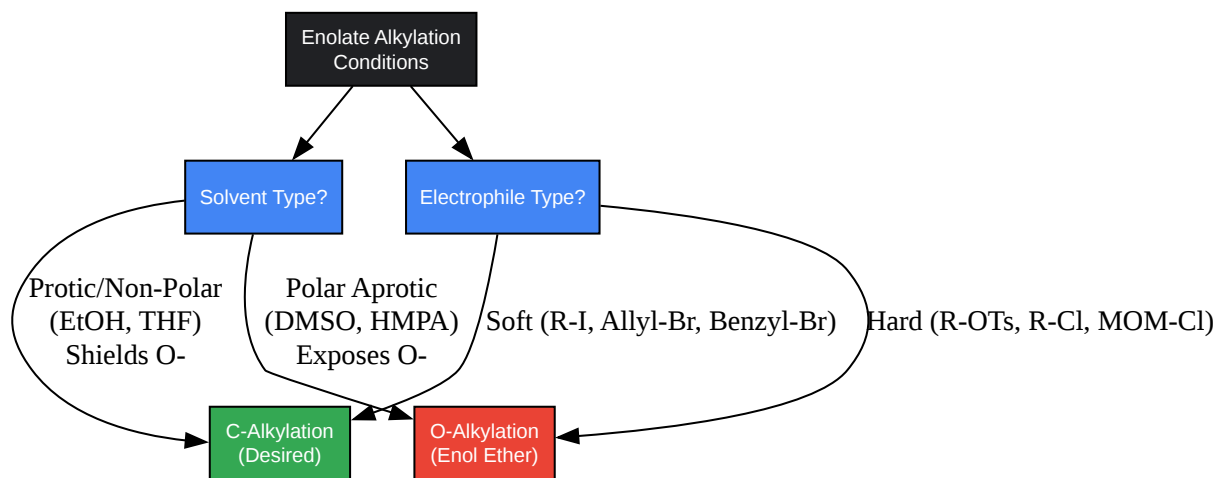 Enolate Alkylation
Conditions
Solvent Type?
Electrophile Type?
Protic/Non-Polar
(EtOH, THF)
Shields O-
Polar Aprotic
(DMSO, HMPA)
Exposes O-
Soft (R-I, Allyl-Br, Benzyl-Br)
Hard (R-OTs, R-Cl, MOM-Cl)
C-Alkylation
(Desired)
O-Alkylation
(Enol Ether)